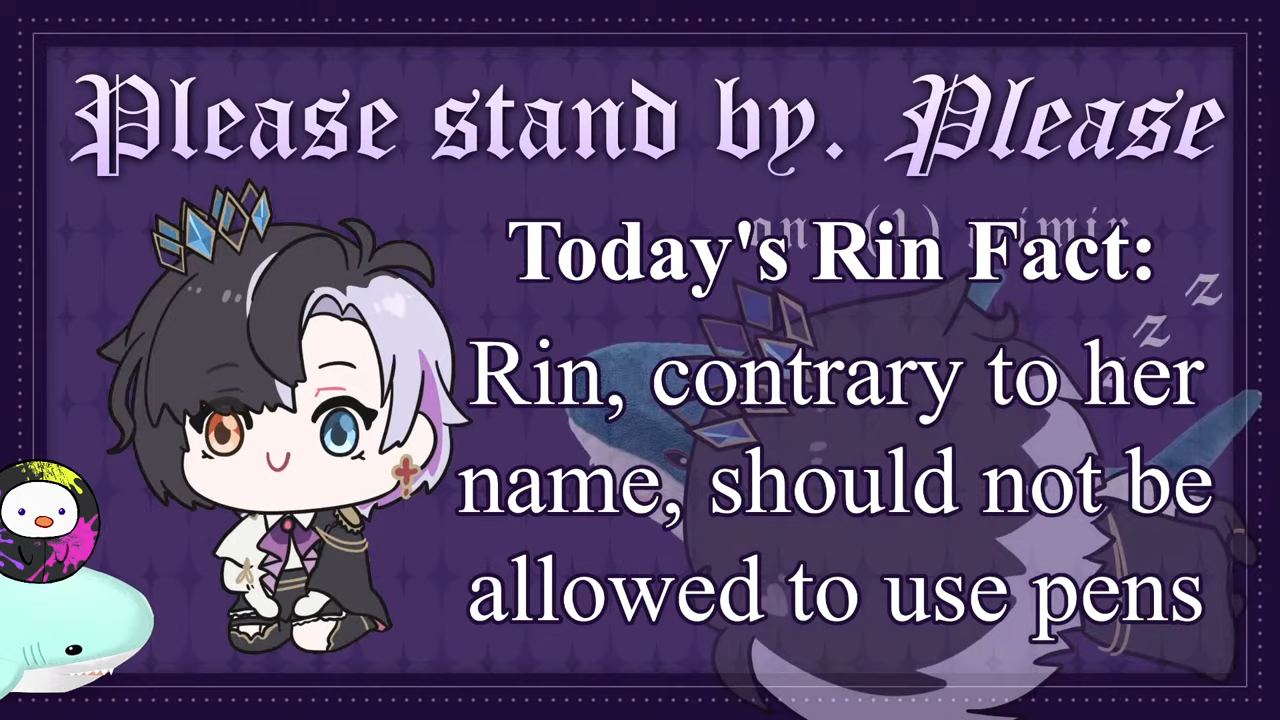 Please stand by. Please
Today's Rin Fact:
Rin, contrary to her
name, should not be
allowed to use pens
z
z